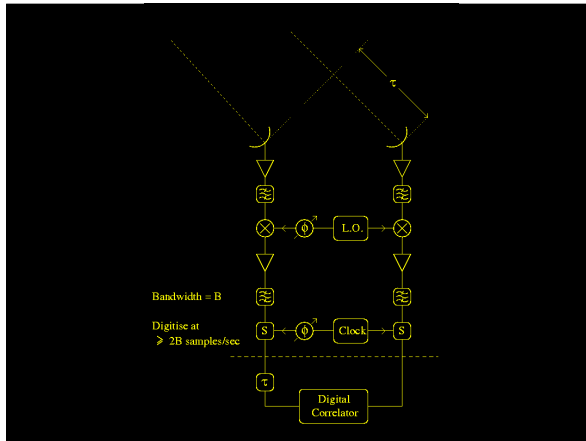 τ
ϕ
L.O.
Bandwidth = B
Digitise at
⩾ 2B samples/sec
S
ϕ
Clock
S
τ
Digital
Correlator